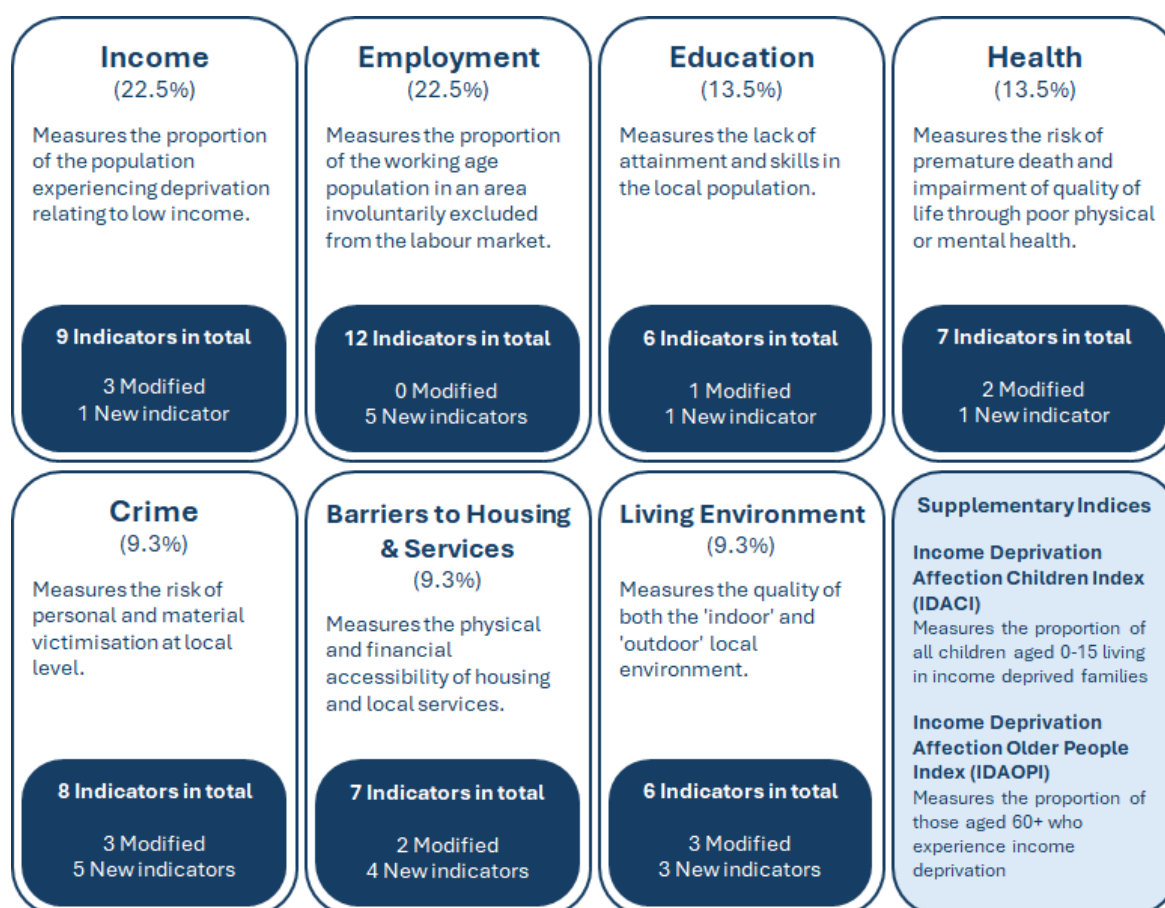 Income
(22.5%)
Measures the proportion
of the population
experiencing deprivation
relating to low income.
9 Indicators in total
3 Modified
1 New indicator
Employment
(22.5%)
Measures the proportion
of the working age
population in an area
involuntarily excluded
from the labour market.
12 Indicators in total
0 Modified
5 New indicators
Education
(13.5%)
Measures the lack of
attainment and skills in
the local population.
6 Indicators in total
1 Modified
1 New indicator
Health
(13.5%)
Measures the risk of
premature death and
impairment of quality of
life through poor physical
or mental health.
7 Indicators in total
2 Modified
1 New indicator
Crime
(9.3%)
Measures the risk of
personal and material
victimisation at local
level.
8 Indicators in total
3 Modified
5 New indicators
Barriers to Housing
& Services
(9.3%)
Measures the physical
and financial
accessibility of housing
and local services.
7 Indicators in total
2 Modified
4 New indicators
Living Environment
(9.3%)
Measures the quality of
both the 'indoor' and
'outdoor' local
environment.
6 Indicators in total
3 Modified
3 New indicators
Supplementary Indices
Income Deprivation
Affection Children Index
(IDACI)
Measures the proportion of
all children aged 0-15 living
in income deprived families
Income Deprivation
Affection Older People
Index (IDAOPI)
Measures the proportion of
those aged 60+ who
experience income
deprivation